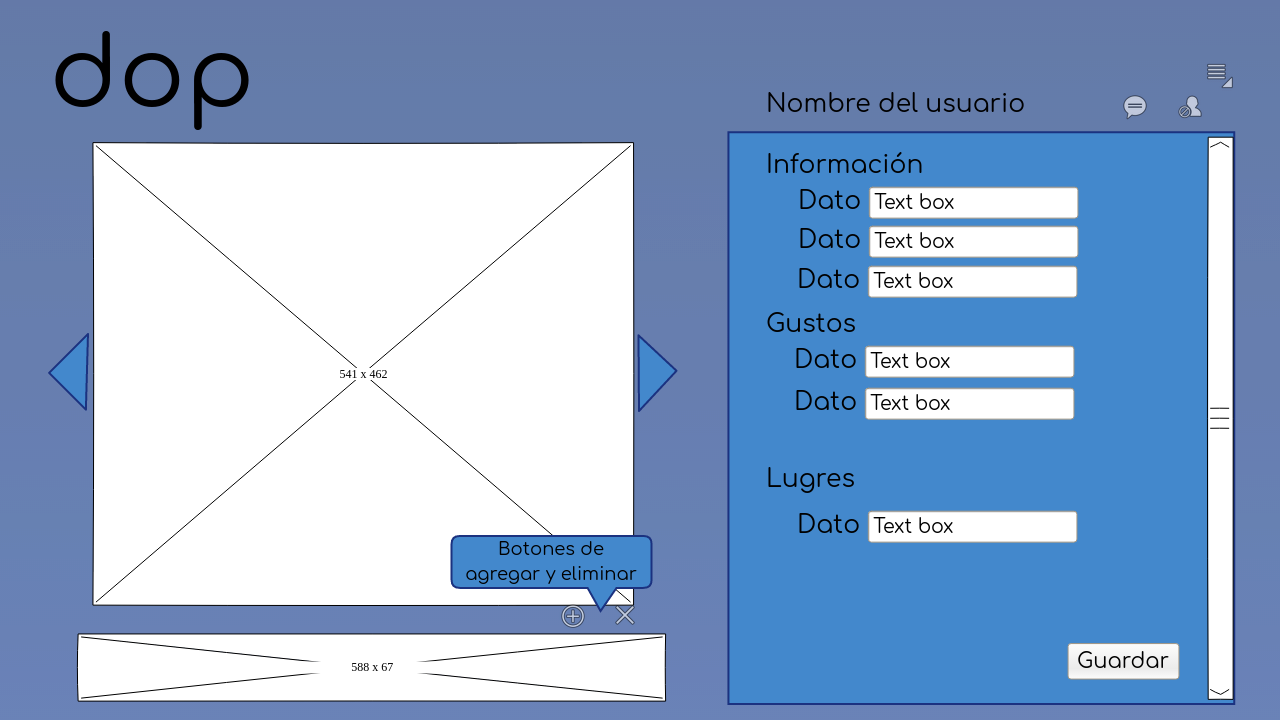 dop
Nombre del usuario
541 x 462
Botones de
agregar y eliminar
588 x 67
Información
Dato Text box
Dato Text box
Dato Text box
Gustos
Dato Text box
Dato Text box
Lugres
Dato Text box
Guardar